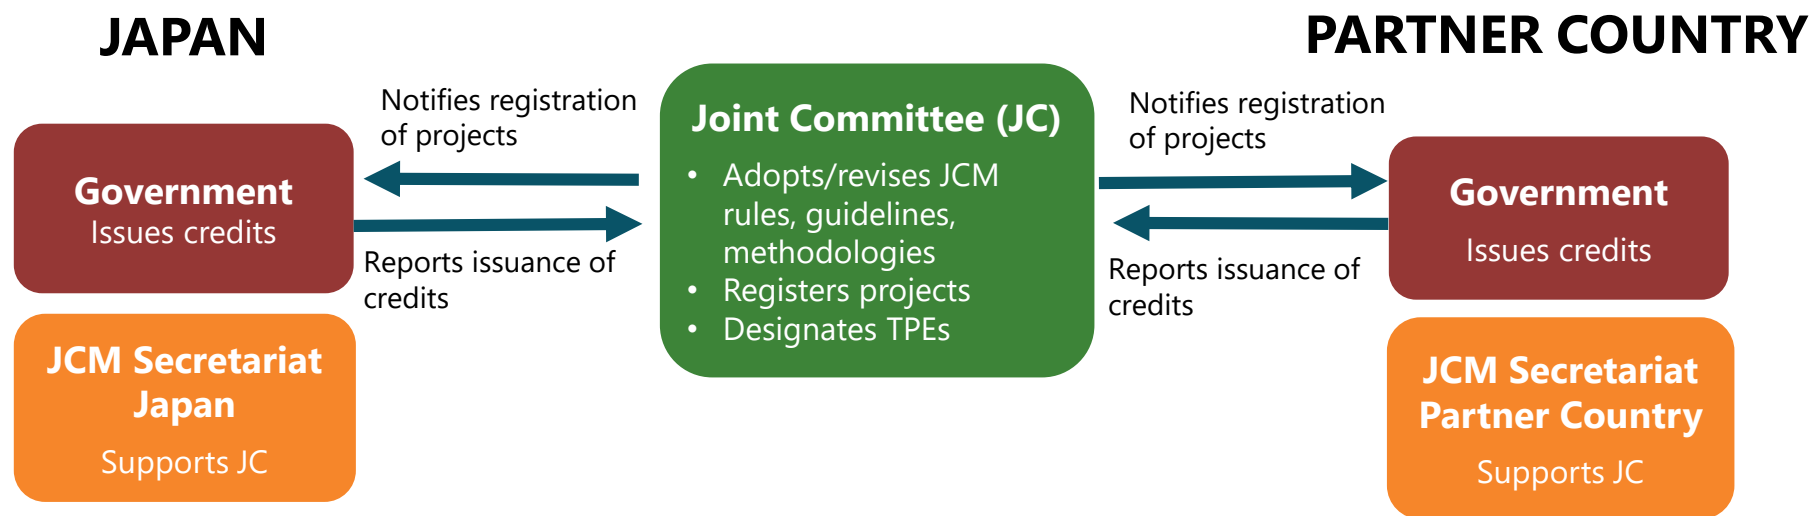 JAPAN
PARTNER COUNTRY
Government
Issues credits
JCM Secretariat
Japan
Supports JC
Notifies registration
of projects
Reports issuance of
credits
Joint Committee (JC)
• Adopts/revises JCM
rules, guidelines,
methodologies
• Registers projects
• Designates TPEs
Notifies registration
of projects
Reports issuance of
credits
Government
Issues credits
JCM Secretariat
Partner Country
Supports JC